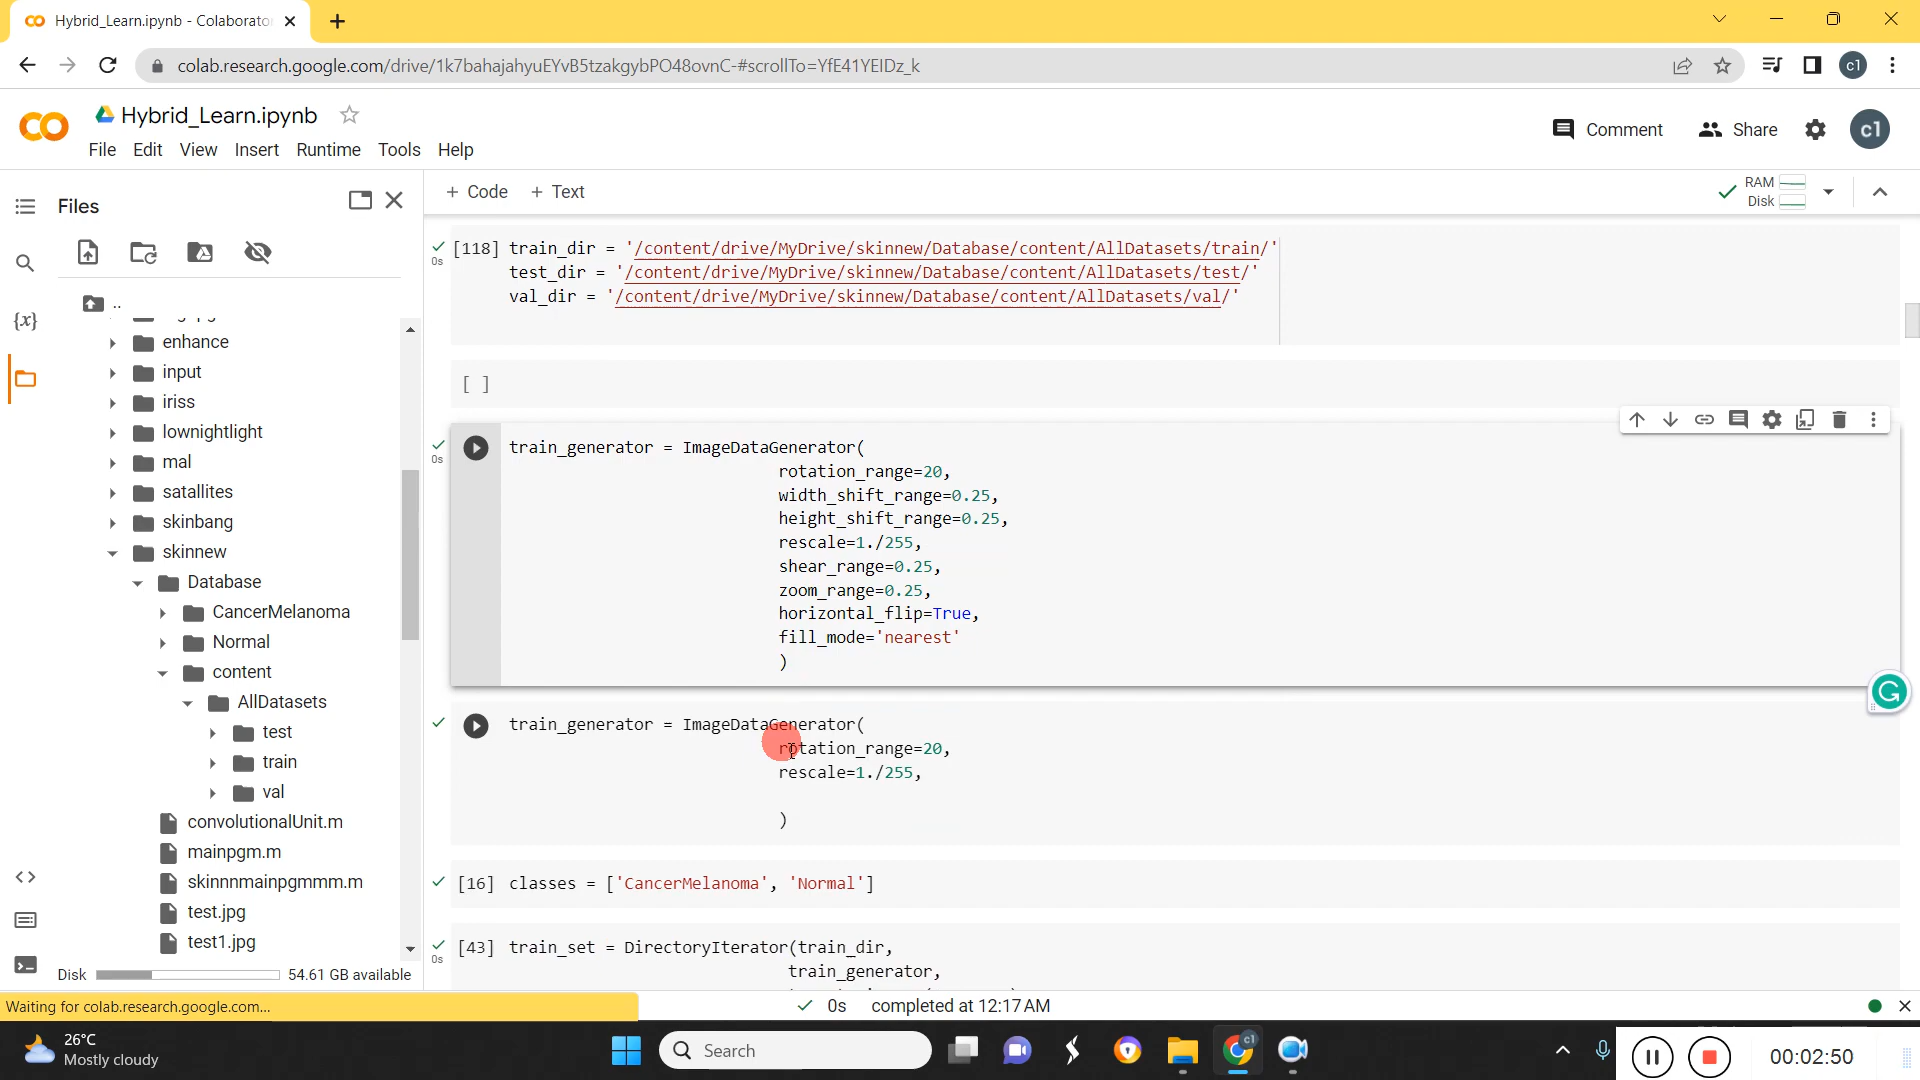 Hybrid_Learn.ipynb - Colaborato
colab.research.google.com/drive/1k7bahajahyuEYvB5tzakgybPO48ovnC-#scrollTo=YfE41YEIDz_k
c1
Hybrid_Learn.ipynb
File Edit View Insert Runtime Tools Help
Comment Share c1
Files
+ Code + Text
RAM
Disk
{x}
..
enhance
input
iriss
lownightlight
mal
satallites
skinbang
skinnew
Database
CancerMelanoma
Normal
content
AllDatasets
test
train
val
convolutionalUnit.m
mainpgm.m
skinnnmainpgmmm.m
test.jpg
test1.jpg
Disk 54.61 GB available
[118] train_dir = '/content/drive/MyDrive/skinnew/Database/content/AllDatasets/train/'
0s
test_dir = '/content/drive/MyDrive/skinnew/Database/content/AllDatasets/test/'
val_dir = '/content/drive/MyDrive/skinnew/Database/content/AllDatasets/val/'
[ ]
train_generator = ImageDataGenerator(
0s
rotation_range=20,
width_shift_range=0.25,
height_shift_range=0.25,
rescale=1./255,
shear_range=0.25,
zoom_range=0.25,
horizontal_flip=True,
fill_mode='nearest'
)
train_generator = ImageDataGenerator(
rotation_range=20,
rescale=1./255,
)
[16] classes = ['CancerMelanoma', 'Normal']
[43] train_set = DirectoryIterator(train_dir,
0s
train_generator,
Waiting for colab.research.google.com...
0s completed at 12:17 AM
26°C
Mostly cloudy
Search
c1
00:02:50